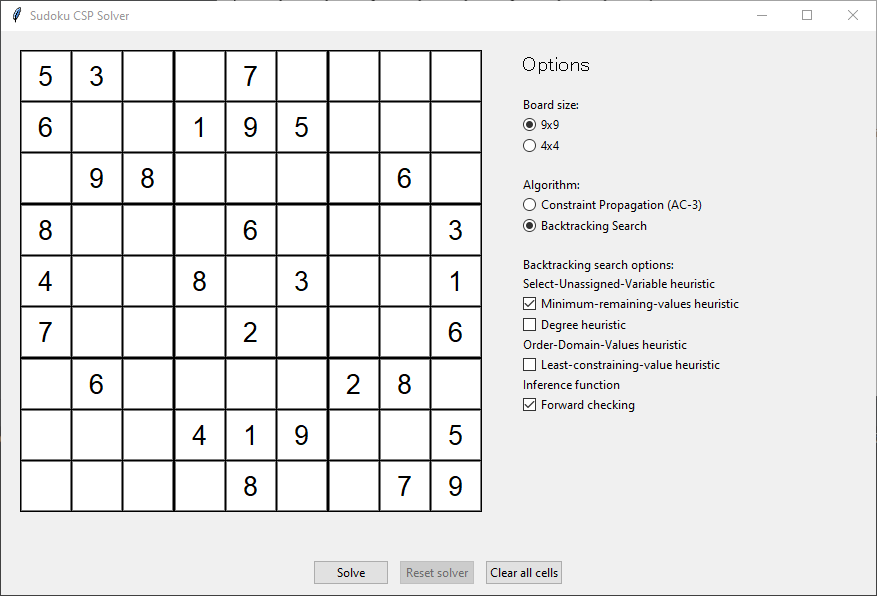 Sudoku CSP Solver
5 3 7
6 1 9 5
9 8 6
8 6 3
4 8 3 1
7 2 6
6 2 8
4 1 9 5
8 7 9
Options
Board size:
9x9
4x4
Algorithm:
Constraint Propagation (AC-3)
Backtracking Search
Backtracking search options:
Select-Unassigned-Variable heuristic
Minimum-remaining-values heuristic
Degree heuristic
Order-Domain-Values heuristic
Least-constraining-value heuristic
Inference function
Forward checking
Solve Reset solver Clear all cells